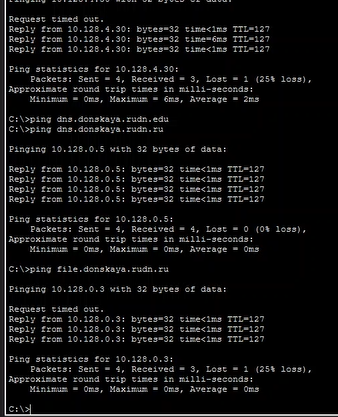 Pinging 10.128.4.30 with 32 bytes of data:
Request timed out.
Reply from 10.128.4.30: bytes=32 time<1ms TTL=127
Reply from 10.128.4.30: bytes=32 time=6ms TTL=127
Reply from 10.128.4.30: bytes=32 time<1ms TTL=127
Ping statistics for 10.128.4.30:
Packets: Sent = 4, Received = 3, Lost = 1 (25% loss),
Approximate round trip times in milli-seconds:
Minimum = 0ms, Maximum = 6ms, Average = 2ms
C:\>ping dns.donskaya.rudn.edu
C:\>ping dns.donskaya.rudn.ru
Pinging 10.128.0.5 with 32 bytes of data:
Reply from 10.128.0.5: bytes=32 time<1ms TTL=127
Reply from 10.128.0.5: bytes=32 time<1ms TTL=127
Reply from 10.128.0.5: bytes=32 time<1ms TTL=127
Reply from 10.128.0.5: bytes=32 time<1ms TTL=127
Ping statistics for 10.128.0.5:
Packets: Sent = 4, Received = 4, Lost = 0 (0% loss),
Approximate round trip times in milli-seconds:
Minimum = 0ms, Maximum = 0ms, Average = 0ms
C:\>ping file.donskaya.rudn.ru
Pinging 10.128.0.3 with 32 bytes of data:
Request timed out.
Reply from 10.128.0.3: bytes=32 time<1ms TTL=127
Reply from 10.128.0.3: bytes=32 time<1ms TTL=127
Reply from 10.128.0.3: bytes=32 time<1ms TTL=127
Ping statistics for 10.128.0.3:
Packets: Sent = 4, Received = 3, Lost = 1 (25% loss),
Approximate round trip times in milli-seconds:
Minimum = 0ms, Maximum = 0ms, Average = 0ms
C:\>